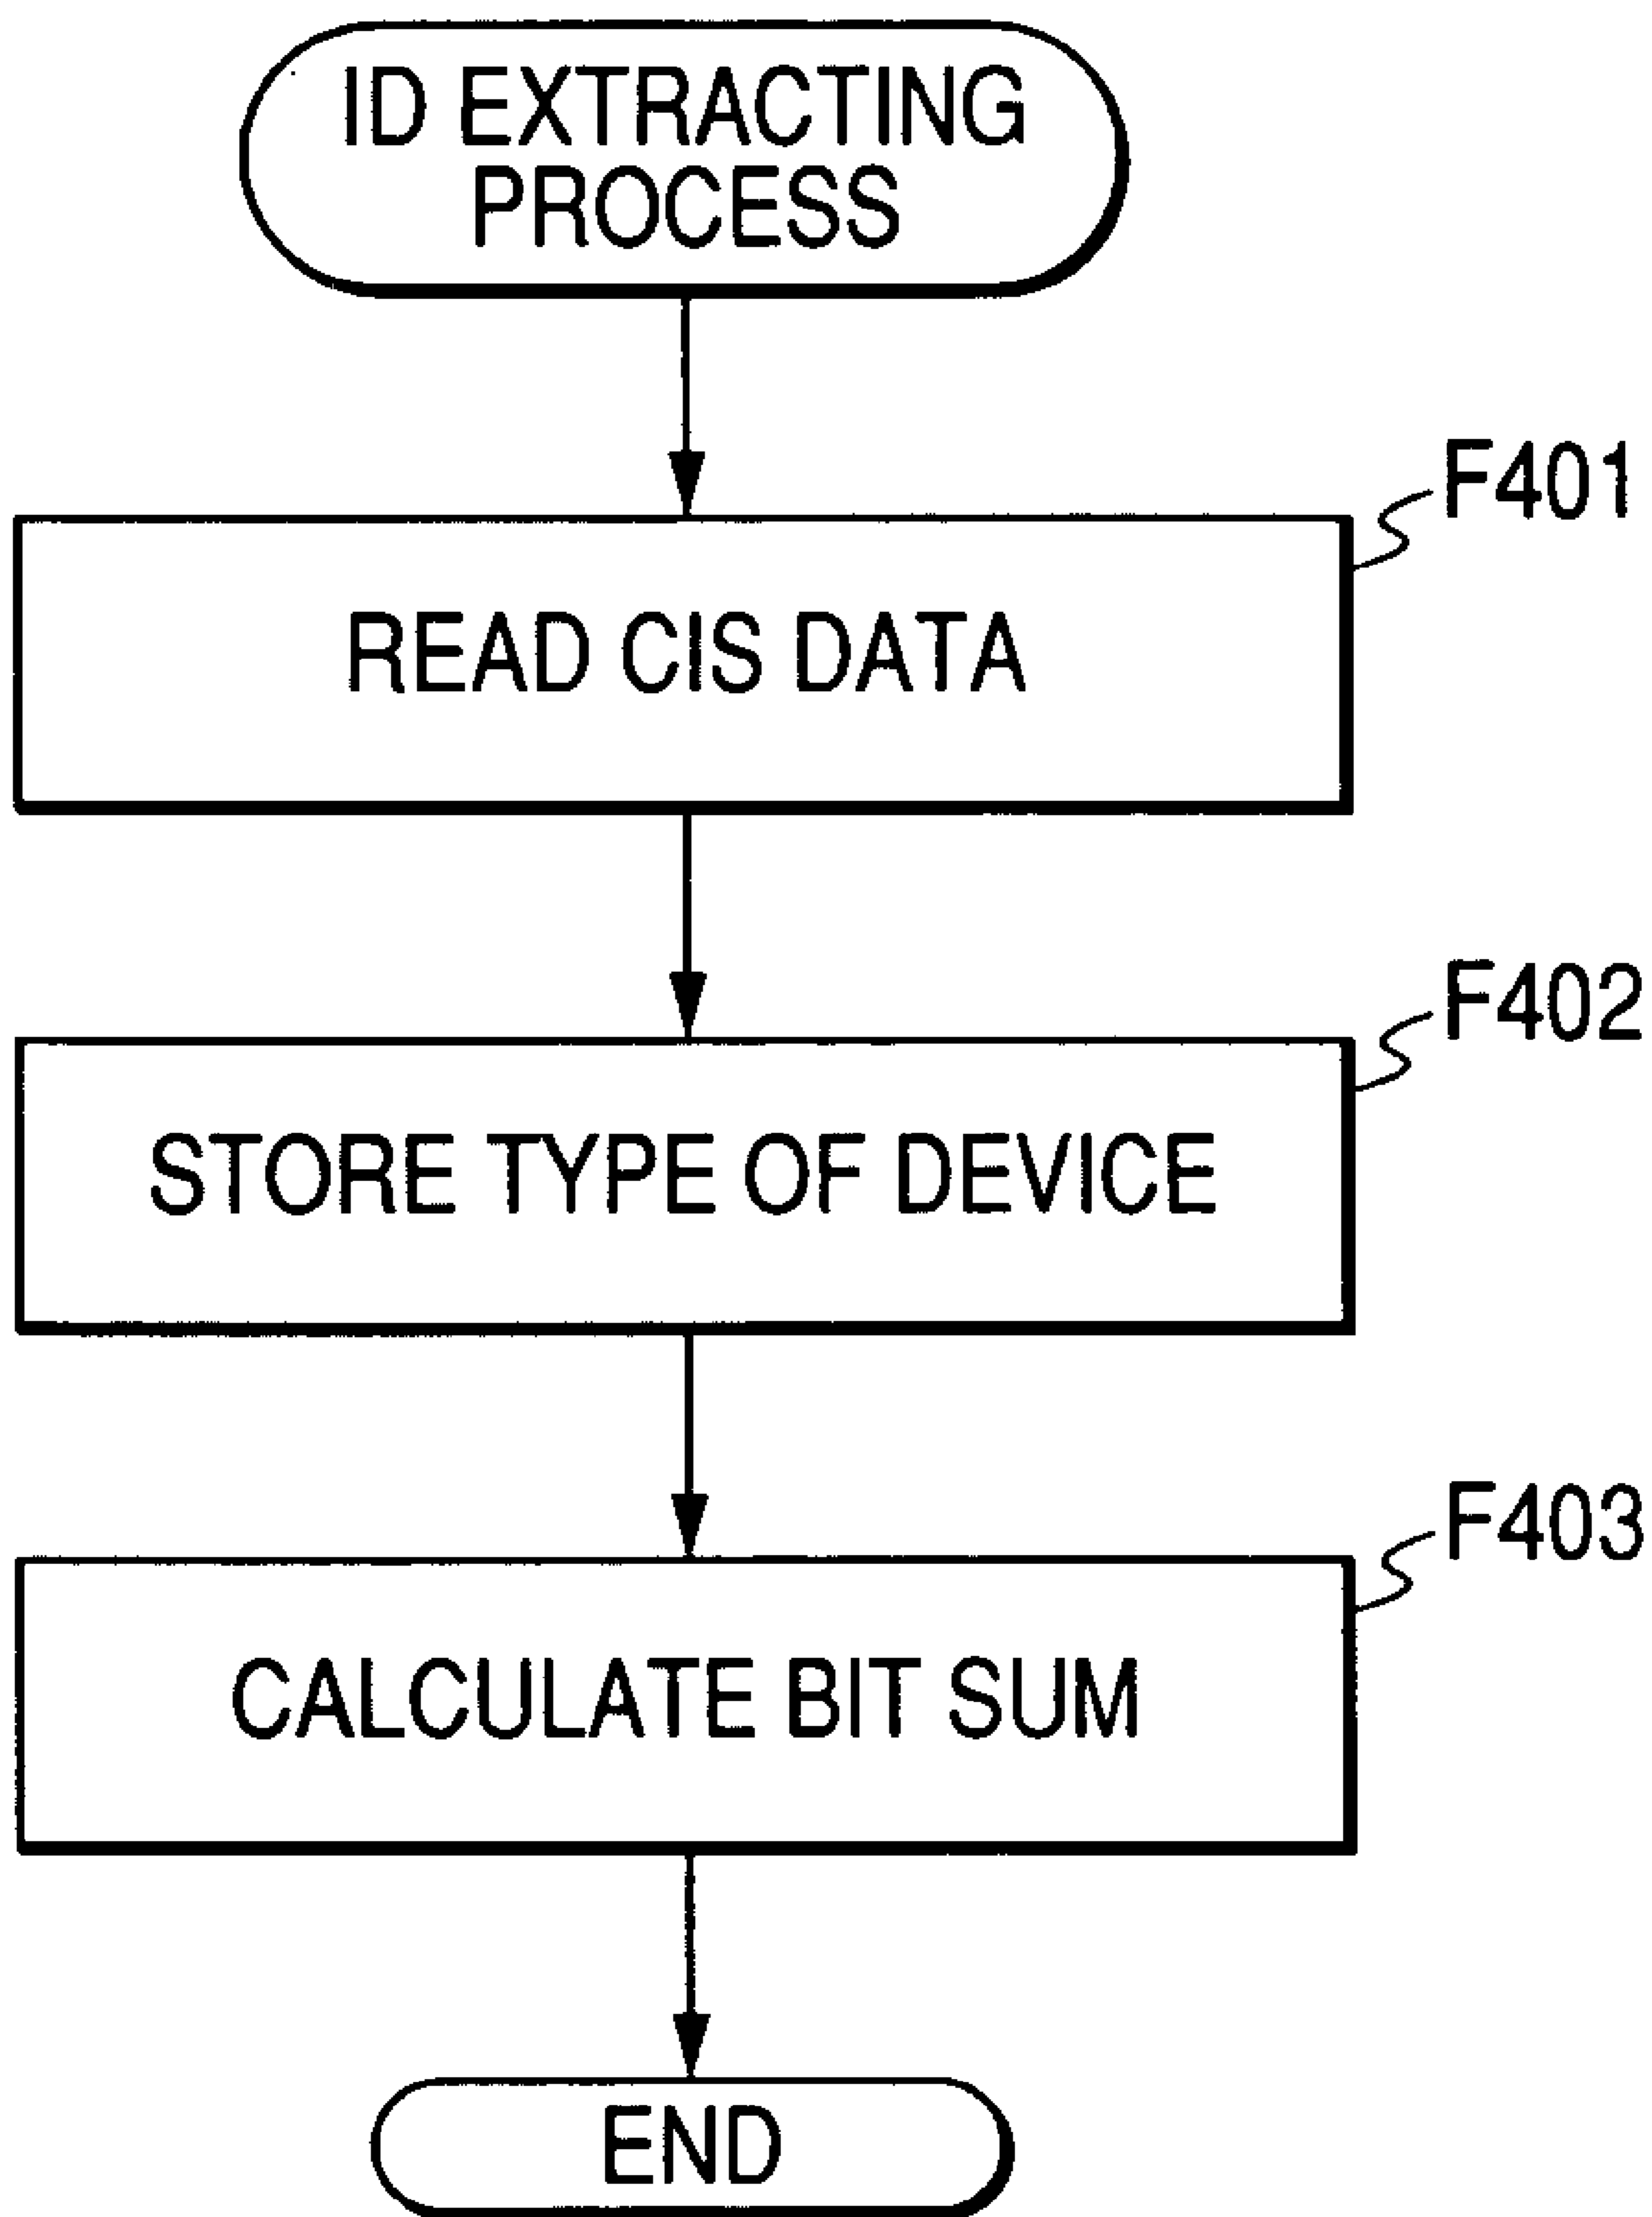 ID EXTRACTING
PROCESS
F401
READ CIS DATA
F402
STORE TYPE OF DEVICE
F403
CALCULATE BIT SUM
END